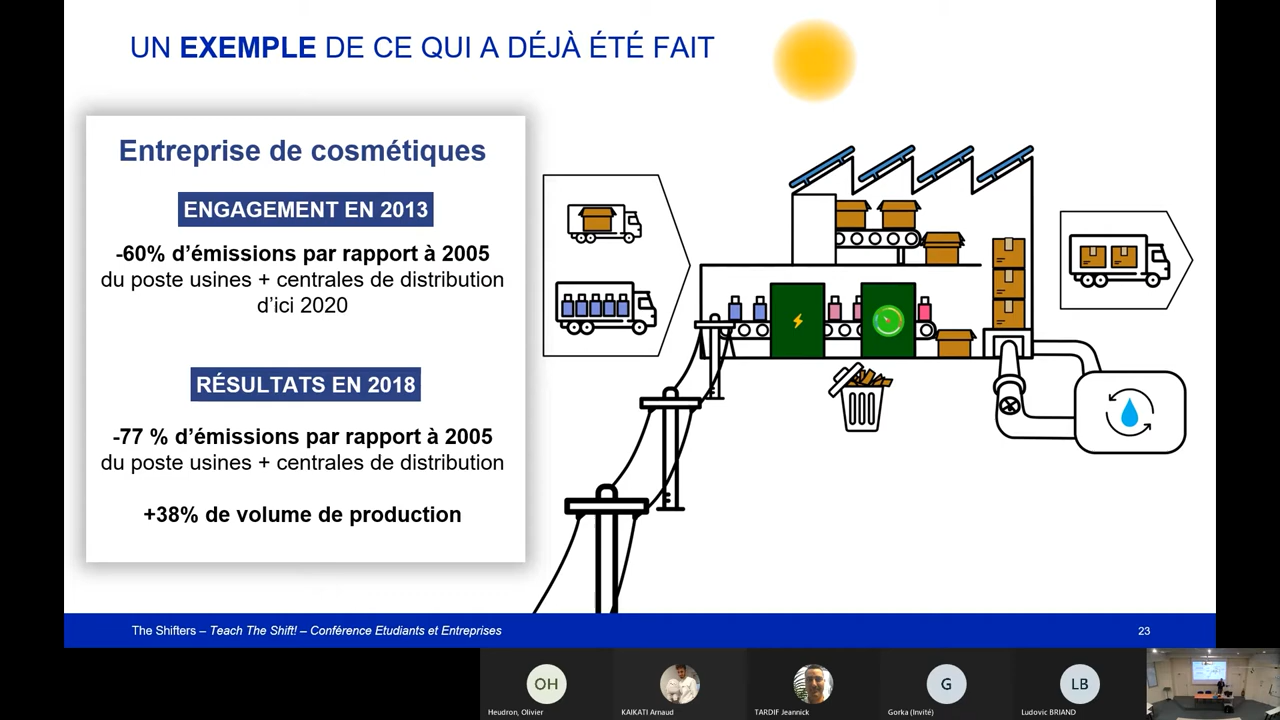 UN EXEMPLE DE CE QUI A DÉJÀ ÉTÉ FAIT
Entreprise de cosmétiques
ENGAGEMENT EN 2013
-60% d'émissions par rapport à 2005
du poste usines + centrales de distribution
d'ici 2020
RÉSULTATS EN 2018
-77 % d'émissions par rapport à 2005
du poste usines + centrales de distribution
+38% de volume de production
The Shifters – Teach The Shift! – Conférence Etudiants et Entreprises
23
OH
G
LB
Heudron, Olivier
KAIKATI Arnaud
TARDIF Jeannick
Gorka (Invité)
Ludovic BRIAND